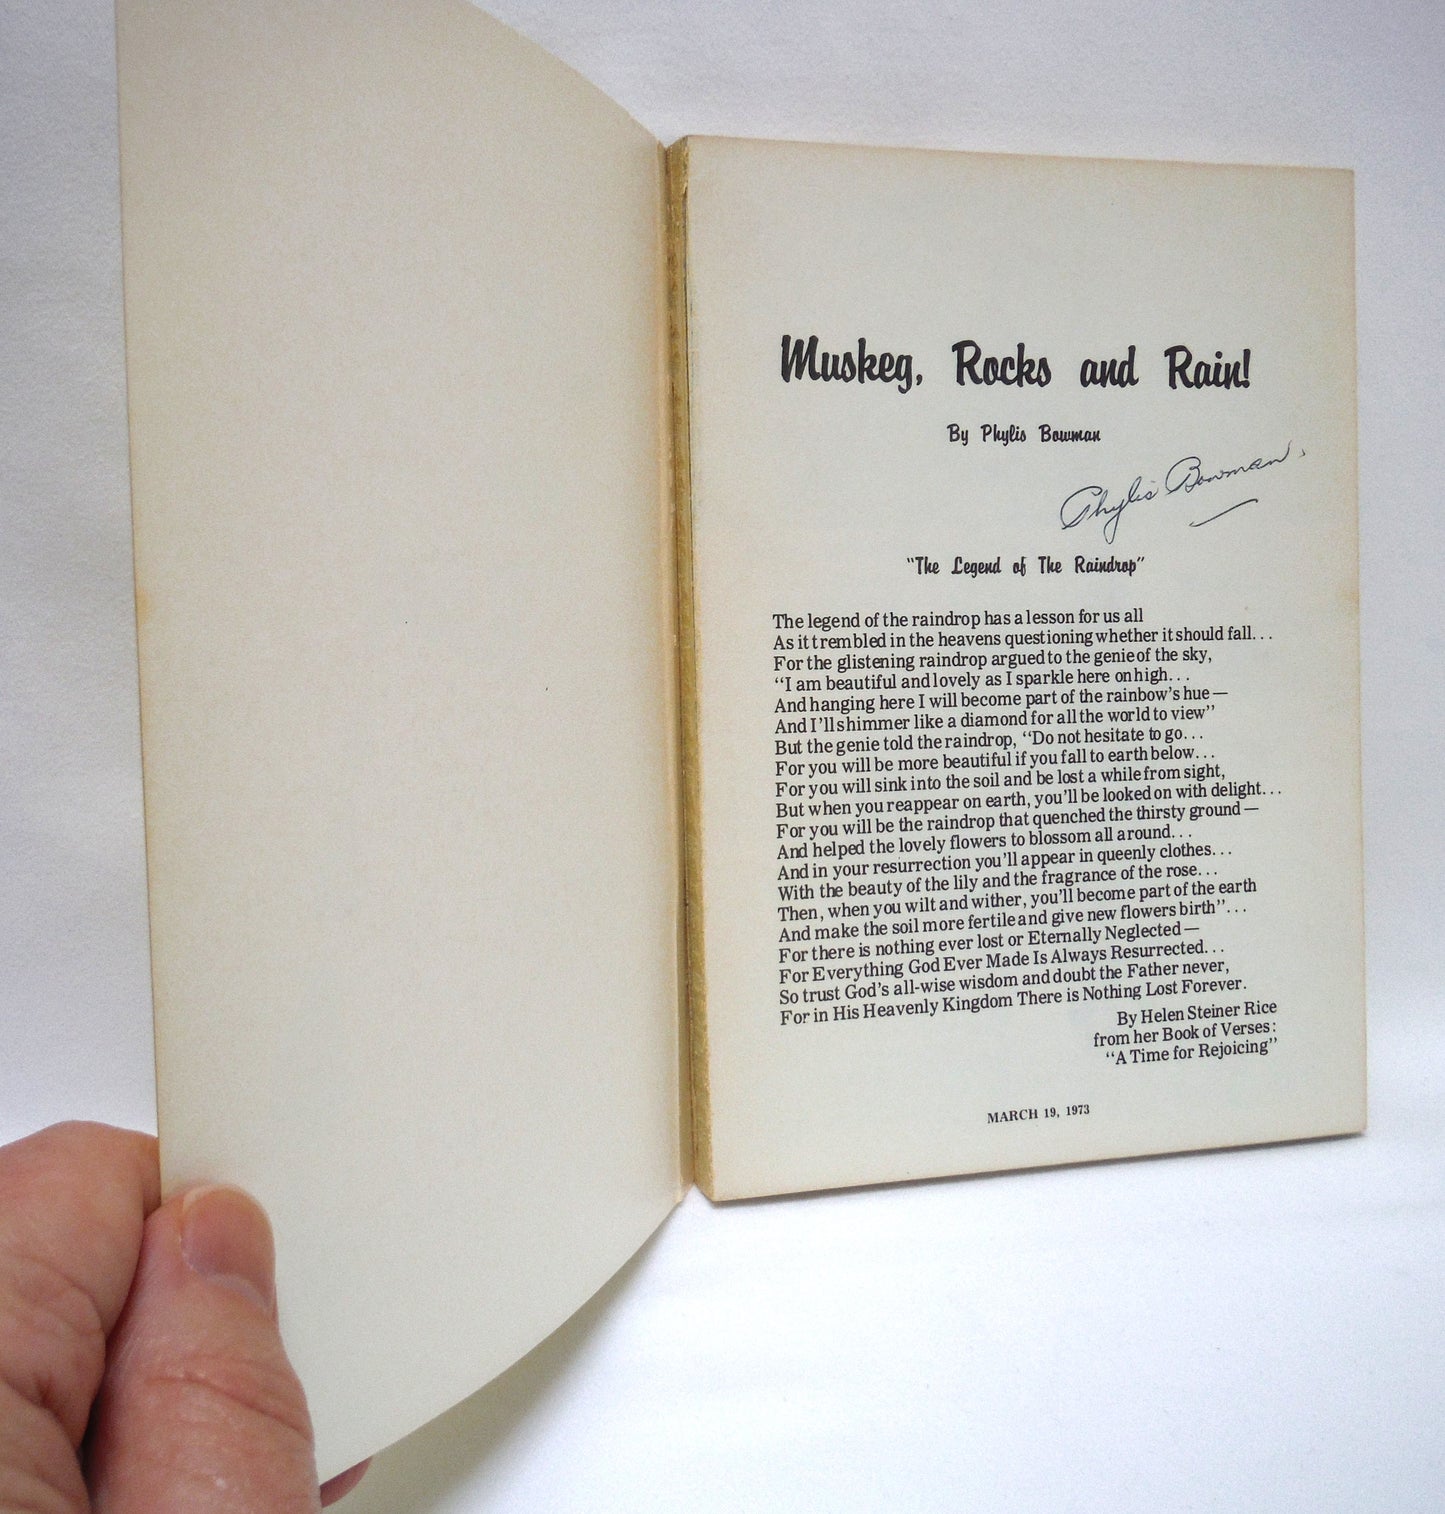 Muskeg, Rocks and Rain!
By Phylis Bowman
Phylis Bowman.
"The Legend of The Raindrop"
The legend of the raindrop has a lesson for us all
As it trembled in the heavens questioning whether it should fall...
For the glistening raindrop argued to the genie of the sky,
"I am beautiful and lovely as I sparkle here on high...
And hanging here I will become part of the rainbow's hue—
And I'll shimmer like a diamond for all the world to view"
But the genie told the raindrop, "Do not hesitate to go...
For you will be more beautiful if you fall to earth below...
For you will sink into the soil and be lost a while from sight,
But when you reappear on earth, you'll be looked on with delight...
For you will be the raindrop that quenched the thirsty ground—
And helped the lovely flowers to blossom all around...
And in your resurrection you'll appear in queenly clothes...
With the beauty of the lily and the fragrance of the rose...
Then, when you wilt and wither, you'll become part of the earth
And make the soil more fertile and give new flowers birth"...
For there is nothing ever lost or Eternally Neglected—
For Everything God Ever Made Is Always Resurrected...
So trust God's all-wise wisdom and doubt the Father never,
For in His Heavenly Kingdom There is Nothing Lost Forever.
By Helen Steiner Rice
from her Book of Verses:
"A Time for Rejoicing"
MARCH 19, 1973